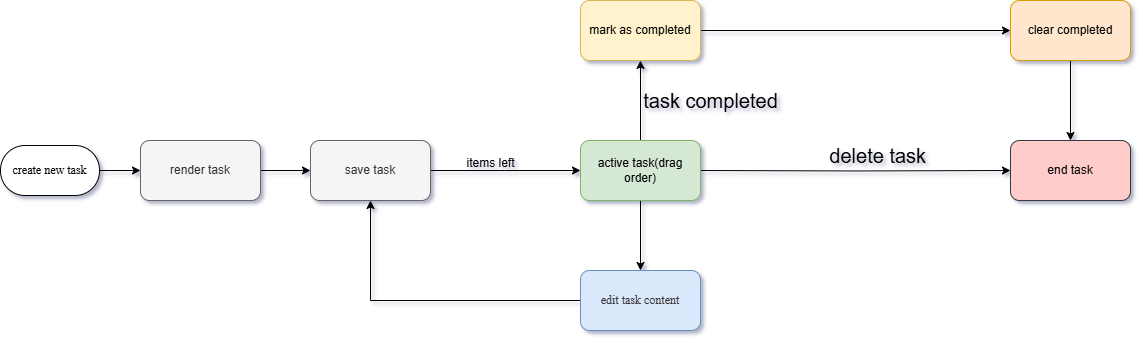 mark as completed
clear completed
task completed
create new task
render task
save task
items left
active task(drag
order)
delete task
end task
edit task content